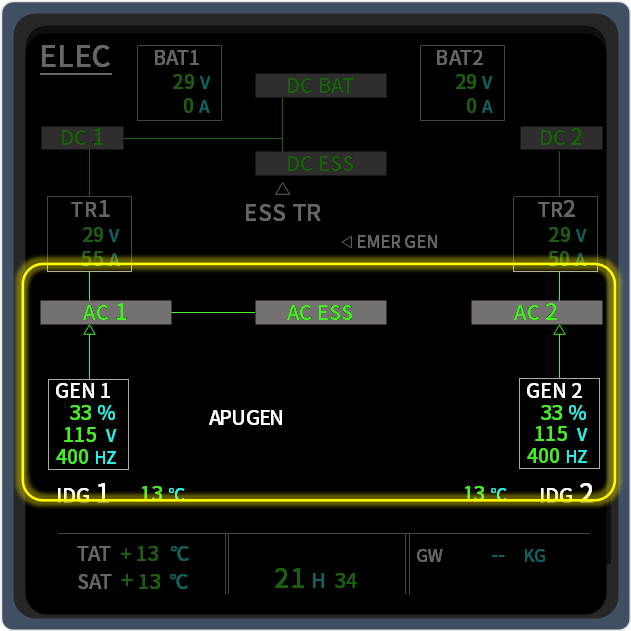 ELEC
BAT1
29 V
0 A
DC BAT
BAT2
29 V
0 A
DC 1
DC ESS
DC 2
ESS TR
TR1
29 V
55 A
EMER GEN
TR2
29 V
50 A
AC 1
AC ESS
AC 2
GEN 1
33 %
115 V
400 HZ
APU GEN
GEN 2
33 %
115 V
400 HZ
IDG 1 13 °C
13 °C IDG 2
TAT +13 °C
SAT +13 °C
21 H 34
GW -- KG